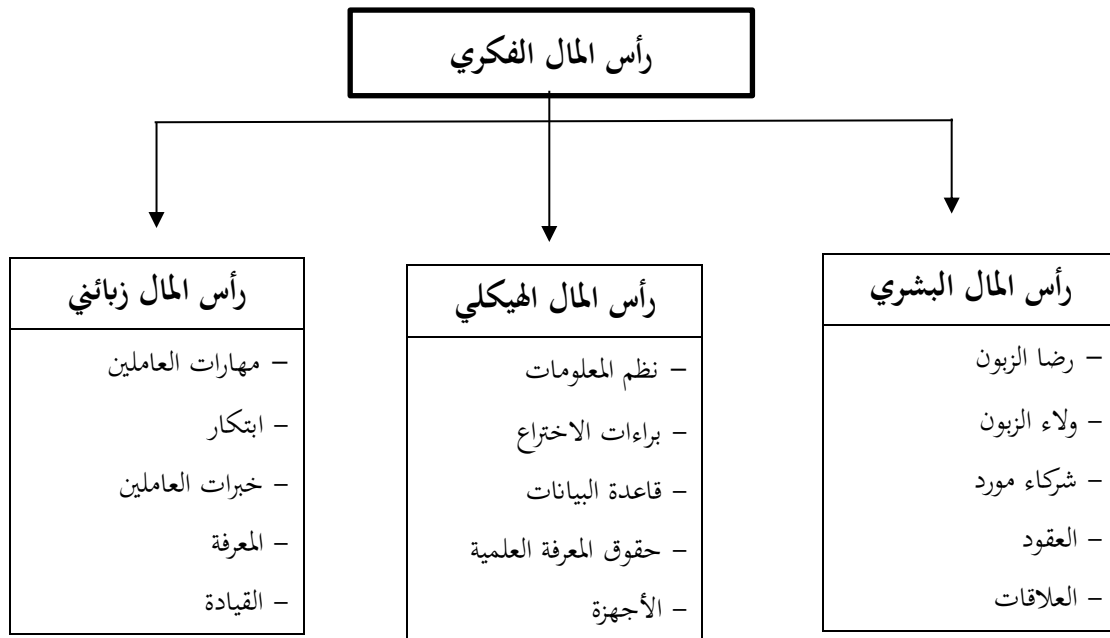 رأس المال الفكري
رأس المال البشري
– رضا الزبون
– ولاء الزبون
– شركاء مورد
– العقود
– العلاقات
رأس المال الهيكلي
– نظم المعلومات
– براءات الاختراع
– قاعدة البيانات
– حقوق المعرفة العلمية
– الأجهزة
رأس المال زبائني
– مهارات العاملين
– ابتكار
– خبرات العاملين
– المعرفة
– القيادة